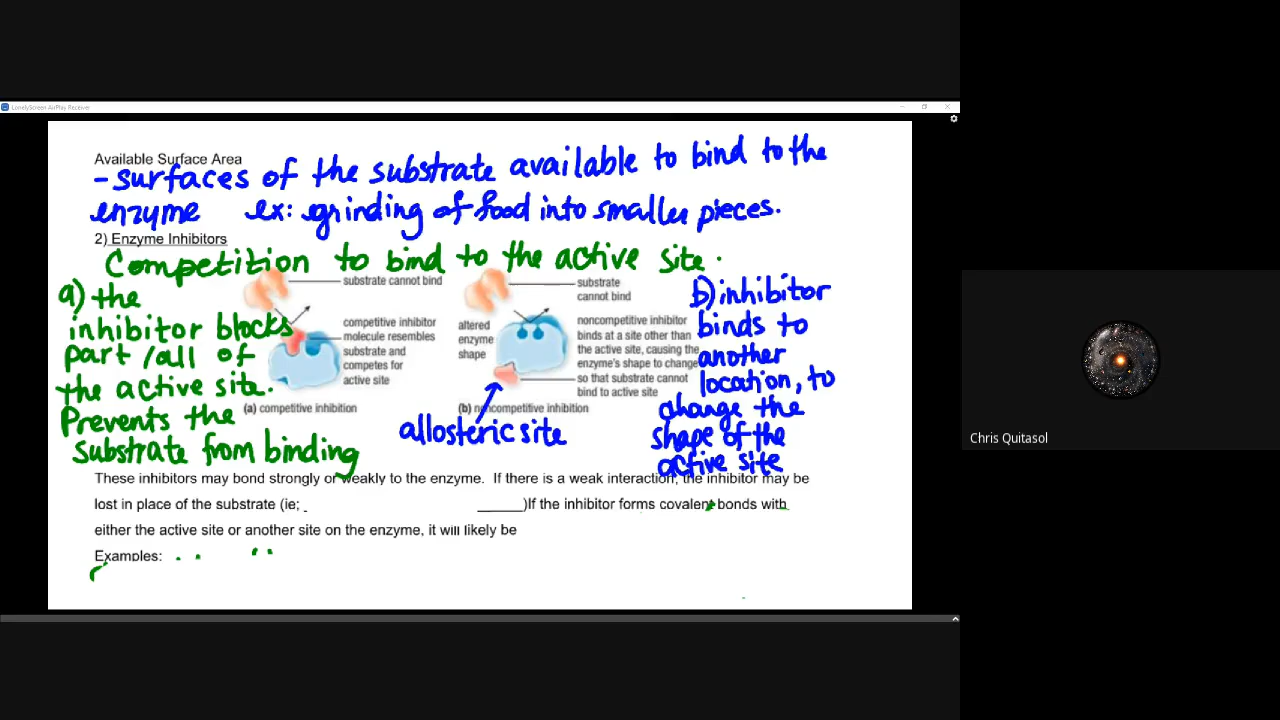 LonelyScreen AirPlay Receiver
Available Surface Area
- surfaces of the substrate available to bind to the
enzyme ex: grinding of food into smaller pieces.
2) Enzyme Inhibitors
Competition to bind to the active site.
a) the
inhibitor blocks
part/all of
the active site.
Prevents the
substrate from binding
substrate cannot bind
competitive inhibitor
molecule resembles
substrate and
competes for
active site
(a) competitive inhibition
altered
enzyme
shape
substrate
cannot bind
noncompetitive inhibitor
binds at a site other than
the active site, causing the
enzyme's shape to change
so that substrate cannot
bind to active site
(b) noncompetitive inhibition
allosteric site
b) inhibitor
binds to
another
location, to
change the
shape of the
active site
These inhibitors may bond strongly or weakly to the enzyme. If there is a weak interaction, the inhibitor may be
lost in place of the substrate (ie; _ ______)If the inhibitor forms covalent bonds with
either the active site or another site on the enzyme, it will likely be
Examples:
Chris Quitasol